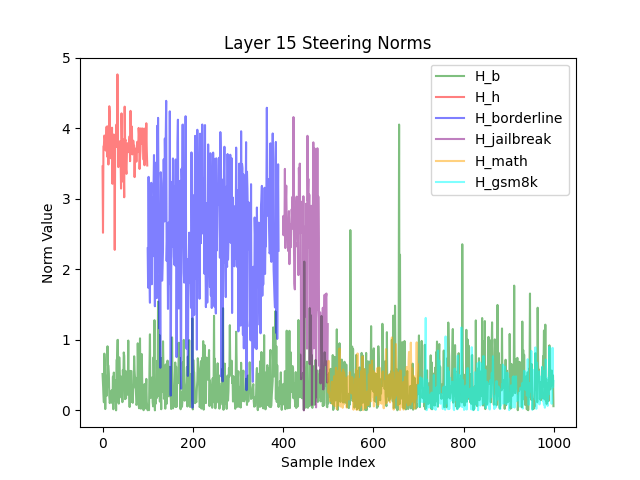 Layer 15 Steering Norms
5
4
3
2
1
0
Norm Value
0
200
400
600
800
1000
Sample Index
H_b
H_h
H_borderline
H_jailbreak
H_math
H_gsm8k